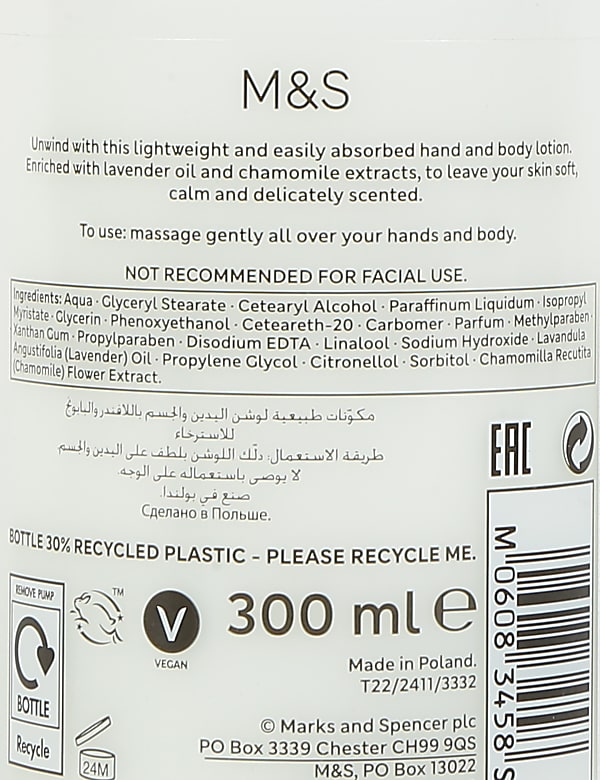 M&S
Unwind with this lightweight and easily absorbed hand and body lotion.
Enriched with lavender oil and chamomile extracts, to leave your skin soft,
calm and delicately scented.
To use: massage gently all over your hands and body.
NOT RECOMMENDED FOR FACIAL USE.
Ingredients: Aqua · Glyceryl Stearate · Cetearyl Alcohol · Paraffinum Liquidum · Isopropyl
Myristate · Glycerin · Phenoxyethanol · Ceteareth-20 · Carbomer · Parfum · Methylparaben ·
Xanthan Gum · Propylparaben · Disodium EDTA · Linalool · Sodium Hydroxide · Lavandula
Angustifolia (Lavender) Oil · Propylene Glycol · Citronellol · Sorbitol · Chamomilla Recutita
(Chamomile) Flower Extract.
مكوّنات طبيعية لوشن اليدين والجسم باللافندر والبابونج
للاسترخاء
طريقة الاستعمال: دلّك اللوشن بلطف على اليدين والجسم
لا يوصى باستعماله على الوجه.
صنع في بولندا.
Сделано в Польше.
EAC
BOTTLE 30% RECYCLED PLASTIC - PLEASE RECYCLE ME.
REMOVE PUMP
BOTTLE
Recycle
TM
V
VEGAN
300 ml e
Made in Poland.
T22/2411/3332
24M
© Marks and Spencer plc
PO Box 3339 Chester CH99 9QS
M&S, PO Box 13022
M 0608 3458